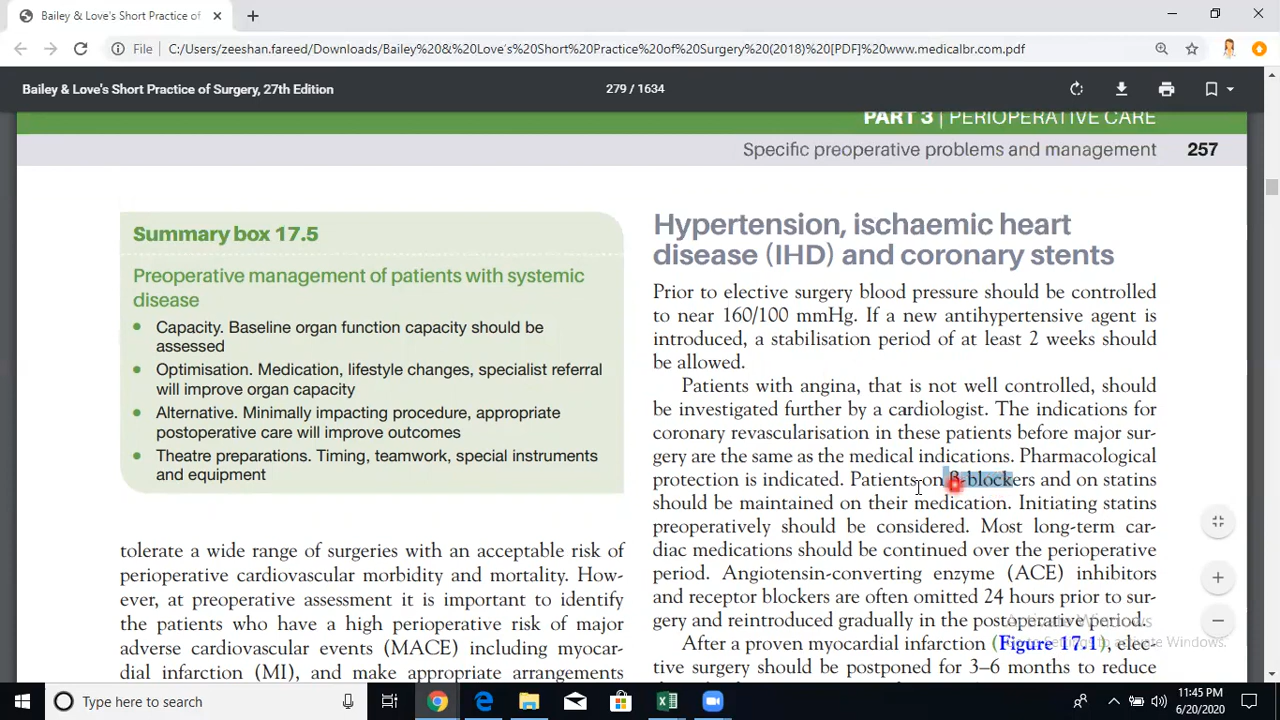 Bailey & Love's Short Practice of
File
C:/Users/zeeshan.fareed/Downloads/Bailey%20&%20Love's%20Short%20Practice%20of%20Surgery%20(2018)%20[PDF]%20www.medicalbr.com.pdf
Bailey & Love's Short Practice of Surgery, 27th Edition
279 / 1634
PART 3 | PERIOPERATIVE CARE
Specific preoperative problems and management 257
Summary box 17.5
Preoperative management of patients with systemic
disease
• Capacity. Baseline organ function capacity should be
assessed
• Optimisation. Medication, lifestyle changes, specialist referral
will improve organ capacity
• Alternative. Minimally impacting procedure, appropriate
postoperative care will improve outcomes
• Theatre preparations. Timing, teamwork, special instruments
and equipment
tolerate a wide range of surgeries with an acceptable risk of
perioperative cardiovascular morbidity and mortality. How-
ever, at preoperative assessment it is important to identify
the patients who have a high perioperative risk of major
adverse cardiovascular events (MACE) including myocar-
dial infarction (MI), and make appropriate arrangements
Hypertension, ischaemic heart
disease (IHD) and coronary stents
Prior to elective surgery blood pressure should be controlled
to near 160/100 mmHg. If a new antihypertensive agent is
introduced, a stabilisation period of at least 2 weeks should
be allowed.
Patients with angina, that is not well controlled, should
be investigated further by a cardiologist. The indications for
coronary revascularisation in these patients before major sur-
gery are the same as the medical indications. Pharmacological
protection is indicated. Patients on β-blockers and on statins
should be maintained on their medication. Initiating statins
preoperatively should be considered. Most long-term car-
diac medications should be continued over the perioperative
period. Angiotensin-converting enzyme (ACE) inhibitors
and receptor blockers are often omitted 24 hours prior to sur-
gery and reintroduced gradually in the postoperative period.
After a proven myocardial infarction (Figure 17.1), elec-
tive surgery should be postponed for 3–6 months to reduce
Activate Windows
Go to Settings to activate Windows.
Type here to search
11:45 PM
6/20/2020